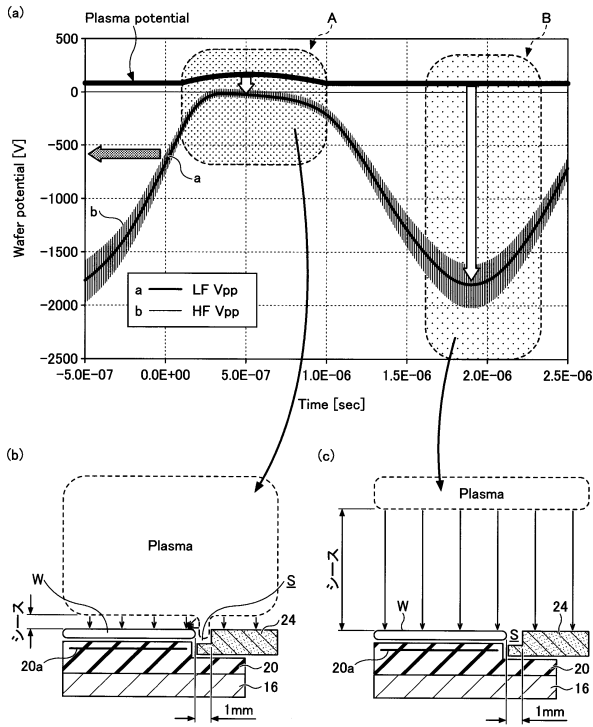 (a)
Plasma potential
A
B
500
0
−500
−1000
−1500
−2000
−2500
Wafer potential [V]
a
b
a LF Vpp
b HF Vpp
−5.0E-07 0.0E+00 5.0E-07 1.0E-06 1.5E-06 2.0E-06 2.5E-06
Time [sec]
(b)
Plasma
シース
W
S
24
20a
20
16
1mm
(c)
Plasma
シース
W
S
24
20a
20
16
1mm